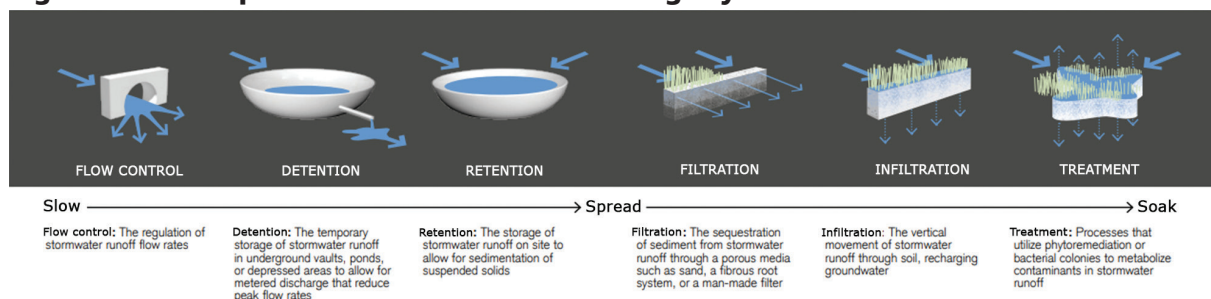 FLOW CONTROL
DETENTION
RETENTION
FILTRATION
INFILTRATION
TREATMENT
Slow
Spread
Soak
Flow control: The regulation of
stormwater runoff flow rates
Detention: The temporary
storage of stormwater runoff
in underground vaults, ponds,
or depressed areas to allow for
metered discharge that reduce
peak flow rates
Retention: The storage of
stormwater runoff on site to
allow for sedimentation of
suspended solids
Filtration: The sequestration
of sediment from stormwater
runoff through a porous media
such as sand, a fibrous root
system, or a man-made filter
Infiltration: The vertical
movement of stormwater
runoff through soil, recharging
groundwater
Treatment: Processes that
utilize phytoremediation or
bacterial colonies to metabolize
contaminants in stormwater
runoff